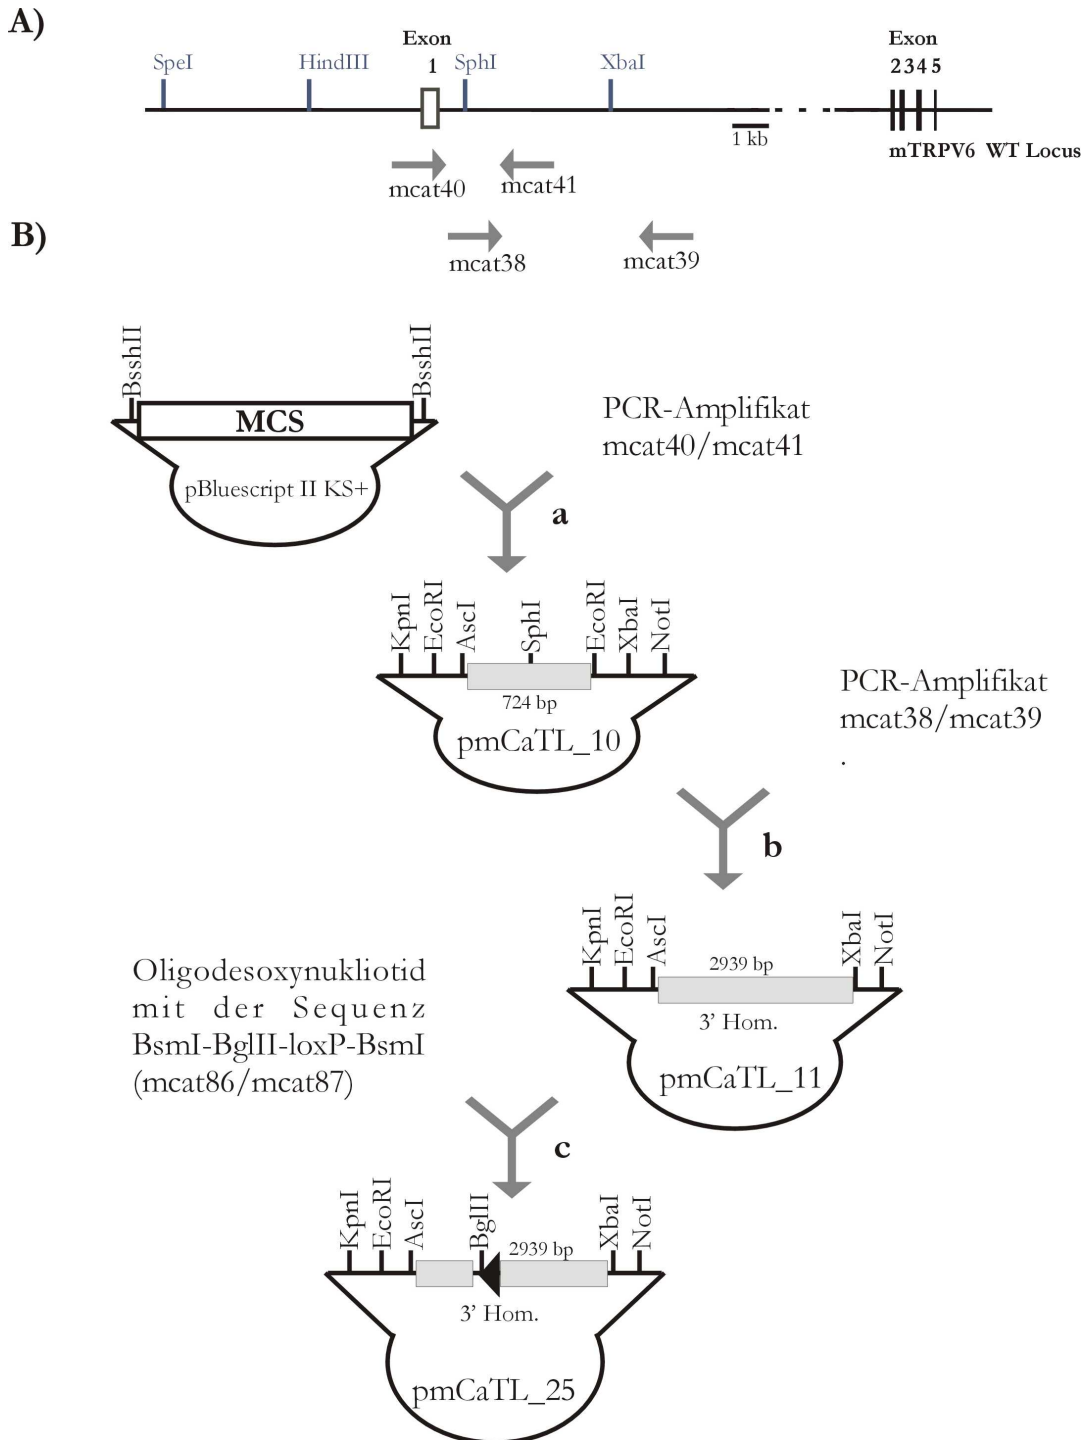 A)
Exon
Exon
SpeI
HindIII
1
SphI
XbaI
2345
1 kb
mTRPV6 WT Locus
mcat40
mcat41
B)
mcat38
mcat39
BsshII
BsshII
MCS
pBluescript II KS+
PCR-Amplifikat
mcat40/mcat41
a
KpnI
EcoRI
AscI
SphI
EcoRI
XbaI
NotI
724 bp
pmCaTL_10
PCR-Amplifikat
mcat38/mcat39
.
b
KpnI
EcoRI
AscI
XbaI
NotI
2939 bp
3' Hom.
pmCaTL_11
Oligodesoxynukliotid
mit der Sequenz
BsmI-BglII-loxP-BsmI
(mcat86/mcat87)
c
KpnI
EcoRI
AscI
BglII
XbaI
NotI
2939 bp
3' Hom.
pmCaTL_25